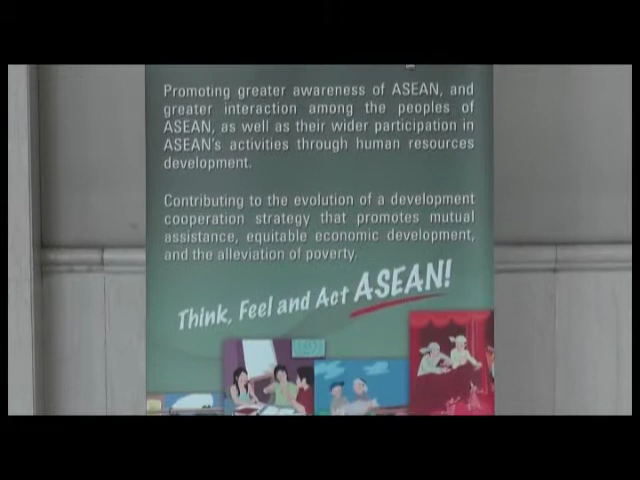 Promoting greater awareness of ASEAN, and
greater interaction among the peoples of
ASEAN, as well as their wider participation in
ASEAN's activities through human resources
development.
Contributing to the evolution of a development
cooperation strategy that promotes mutual
assistance, equitable economic development,
and the alleviation of poverty.
Think, Feel and Act ASEAN!